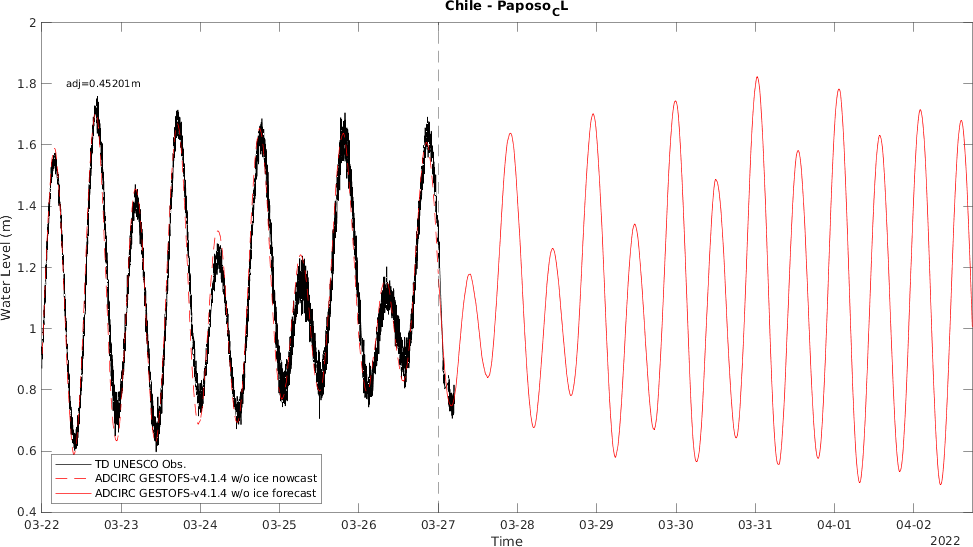 Chile - Paposo_CL
adj=0.45201m
Water Level (m)
2
1.8
1.6
1.4
1.2
1
0.8
0.6
0.4
TD UNESCO Obs.
ADCIRC GESTOFS-v4.1.4 w/o ice nowcast
ADCIRC GESTOFS-v4.1.4 w/o ice forecast
03-22 03-23 03-24 03-25 03-26 03-27 03-28 03-29 03-30 03-31 04-01 04-02
Time
2022